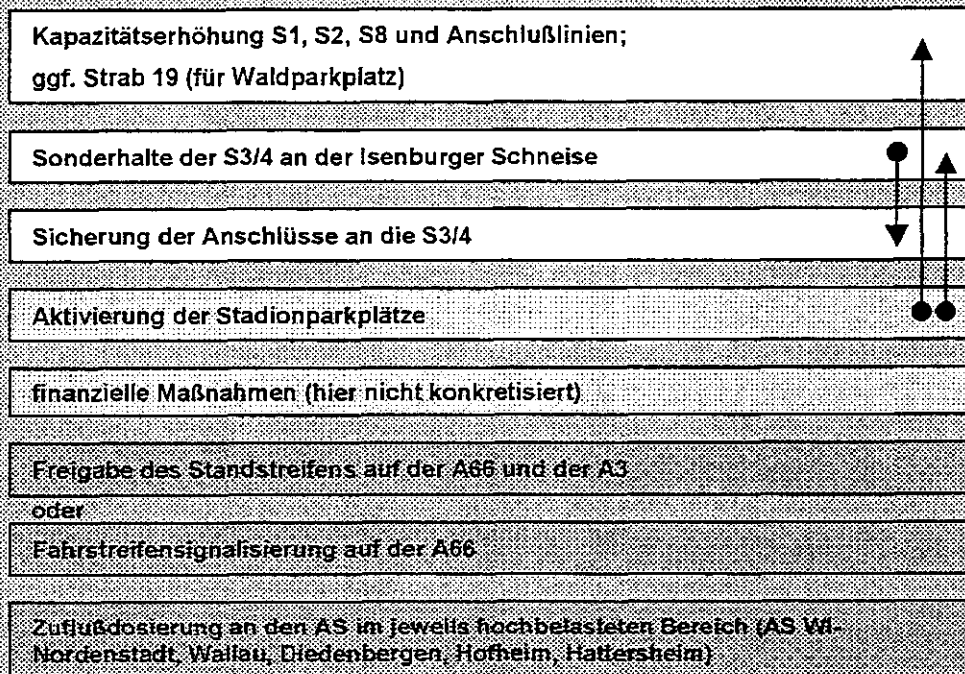 Kapazitätserhöhung S1, S2, S8 und Anschlußlinien;
ggf. Strab 19 (für Waldparkplatz)
Sonderhalte der S3/4 an der Isenburger Schneise
Sicherung der Anschlüsse an die S3/4
Aktivierung der Stadionparkplätze
finanzielle Maßnahmen (hier nicht konkretisiert)
Freigabe des Standstreifens auf der A66 und der A3
oder
Fahrstreifensignalisierung auf der A66
Zuflußdosierung an den AS im jeweils hochbelasteten Bereich (AS WI-
Nordenstadt, Wallau, Diedenbergen, Hofheim, Hattersheim)